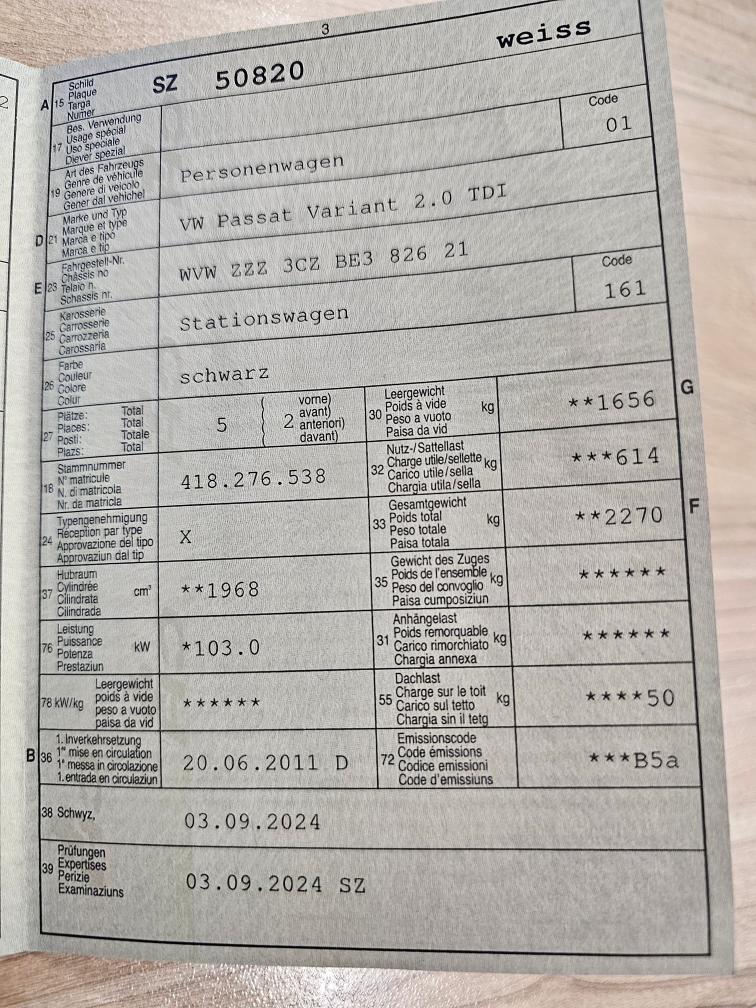 3
A 15 Schild
Plaque
Targa
Numer
SZ 50820 weiss
17 Bes. Verwendung
Usage spécial
Uso speciale
Diever spezial
Code
01
19 Art des Fahrzeugs
Genre de véhicule
Genere di veicolo
Gener dal vehichel
Personenwagen
D 21 Marke und Typ
Marque et type
Marca e tipo
Marca e tip
VW Passat Variant 2.0 TDI
E 23 Fahrgestell-Nr.
Châssis no
Telaio n.
Schassis nr.
WVW ZZZ 3CZ BE3 826 21
25 Karosserie
Carrosserie
Carrozzeria
Carossaria
Stationswagen
Code
161
26 Farbe
Couleur
Colore
Colur
schwarz
27 Plätze: Total
Places: Total
Posti: Totale
Plazs: Total
5
2 vorne)
avant)
anteriori)
davant)
30 Leergewicht
Poids à vide
Peso a vuoto
Paisa da vid
kg
**1656
G
18 Stammnummer
N° matricule
N. di matricola
Nr. da matricla
418.276.538
32 Nutz-/Sattellast
Charge utile/sellette
Carico utile/sella
Chargia utila/sella
kg
***614
24 Typengenehmigung
Réception par type
Approvazione del tipo
Approvaziun dal tip
X
33 Gesamtgewicht
Poids total
Peso totale
Paisa totala
kg
**2270
F
37 Hubraum
Cylindrée
Cilindrata
Cilindrada
cm³
**1968
35 Gewicht des Zuges
Poids de l'ensemble
Peso del convoglio
Paisa cumposiziun
kg
******
76 Leistung
Puissance
Potenza
Prestaziun
kW
*103.0
31 Anhängelast
Poids remorquable
Carico rimorchiato
Chargia annexa
kg
******
78 kW/kg Leergewicht
poids à vide
peso a vuoto
paisa da vid
******
55 Dachlast
Charge sur le toit
Carico sul tetto
Chargia sin il tetg
kg
****50
B 36 1. Inverkehrsetzung
1re mise en circulation
1a messa in circolazione
1. entrada en circulaziun
20.06.2011 D
72 Emissionscode
Code émissions
Codice emissioni
Code d'emissiuns
***B5a
38 Schwyz,
03.09.2024
39 Prüfungen
Expertises
Perizie
Examinaziuns
03.09.2024 SZ